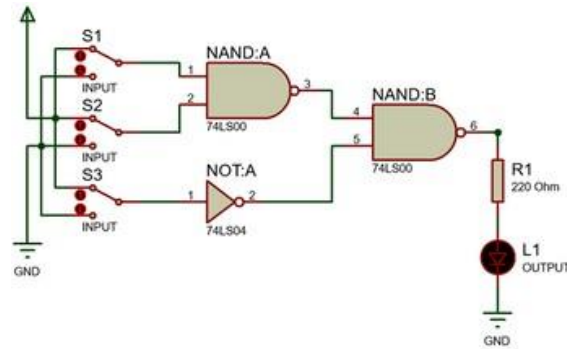 S1
INPUT
S2
INPUT
S3
INPUT
GND
NAND:A
1
2
3
74LS00
NOT:A
1
2
74LS04
NAND:B
4
5
6
74LS00
R1
220 Ohm
L1
OUTPUT
GND